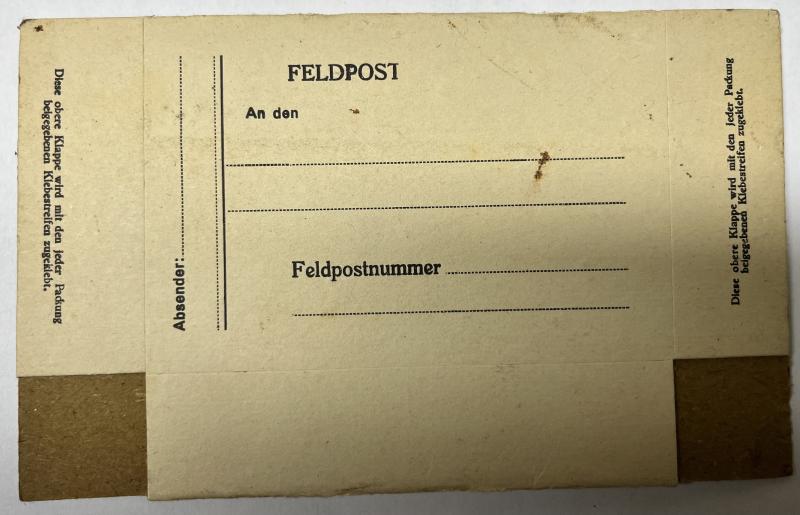 FELDPOST
An den
Feldpostnummer
Absender:
Diese obere Klappe wird mit den jeder Packung
beigegebenen Klebestreifen zugeklebt.
Diese obere Klappe wird mit den jeder Packung
beigegebenen Klebestreifen zugeklebt.